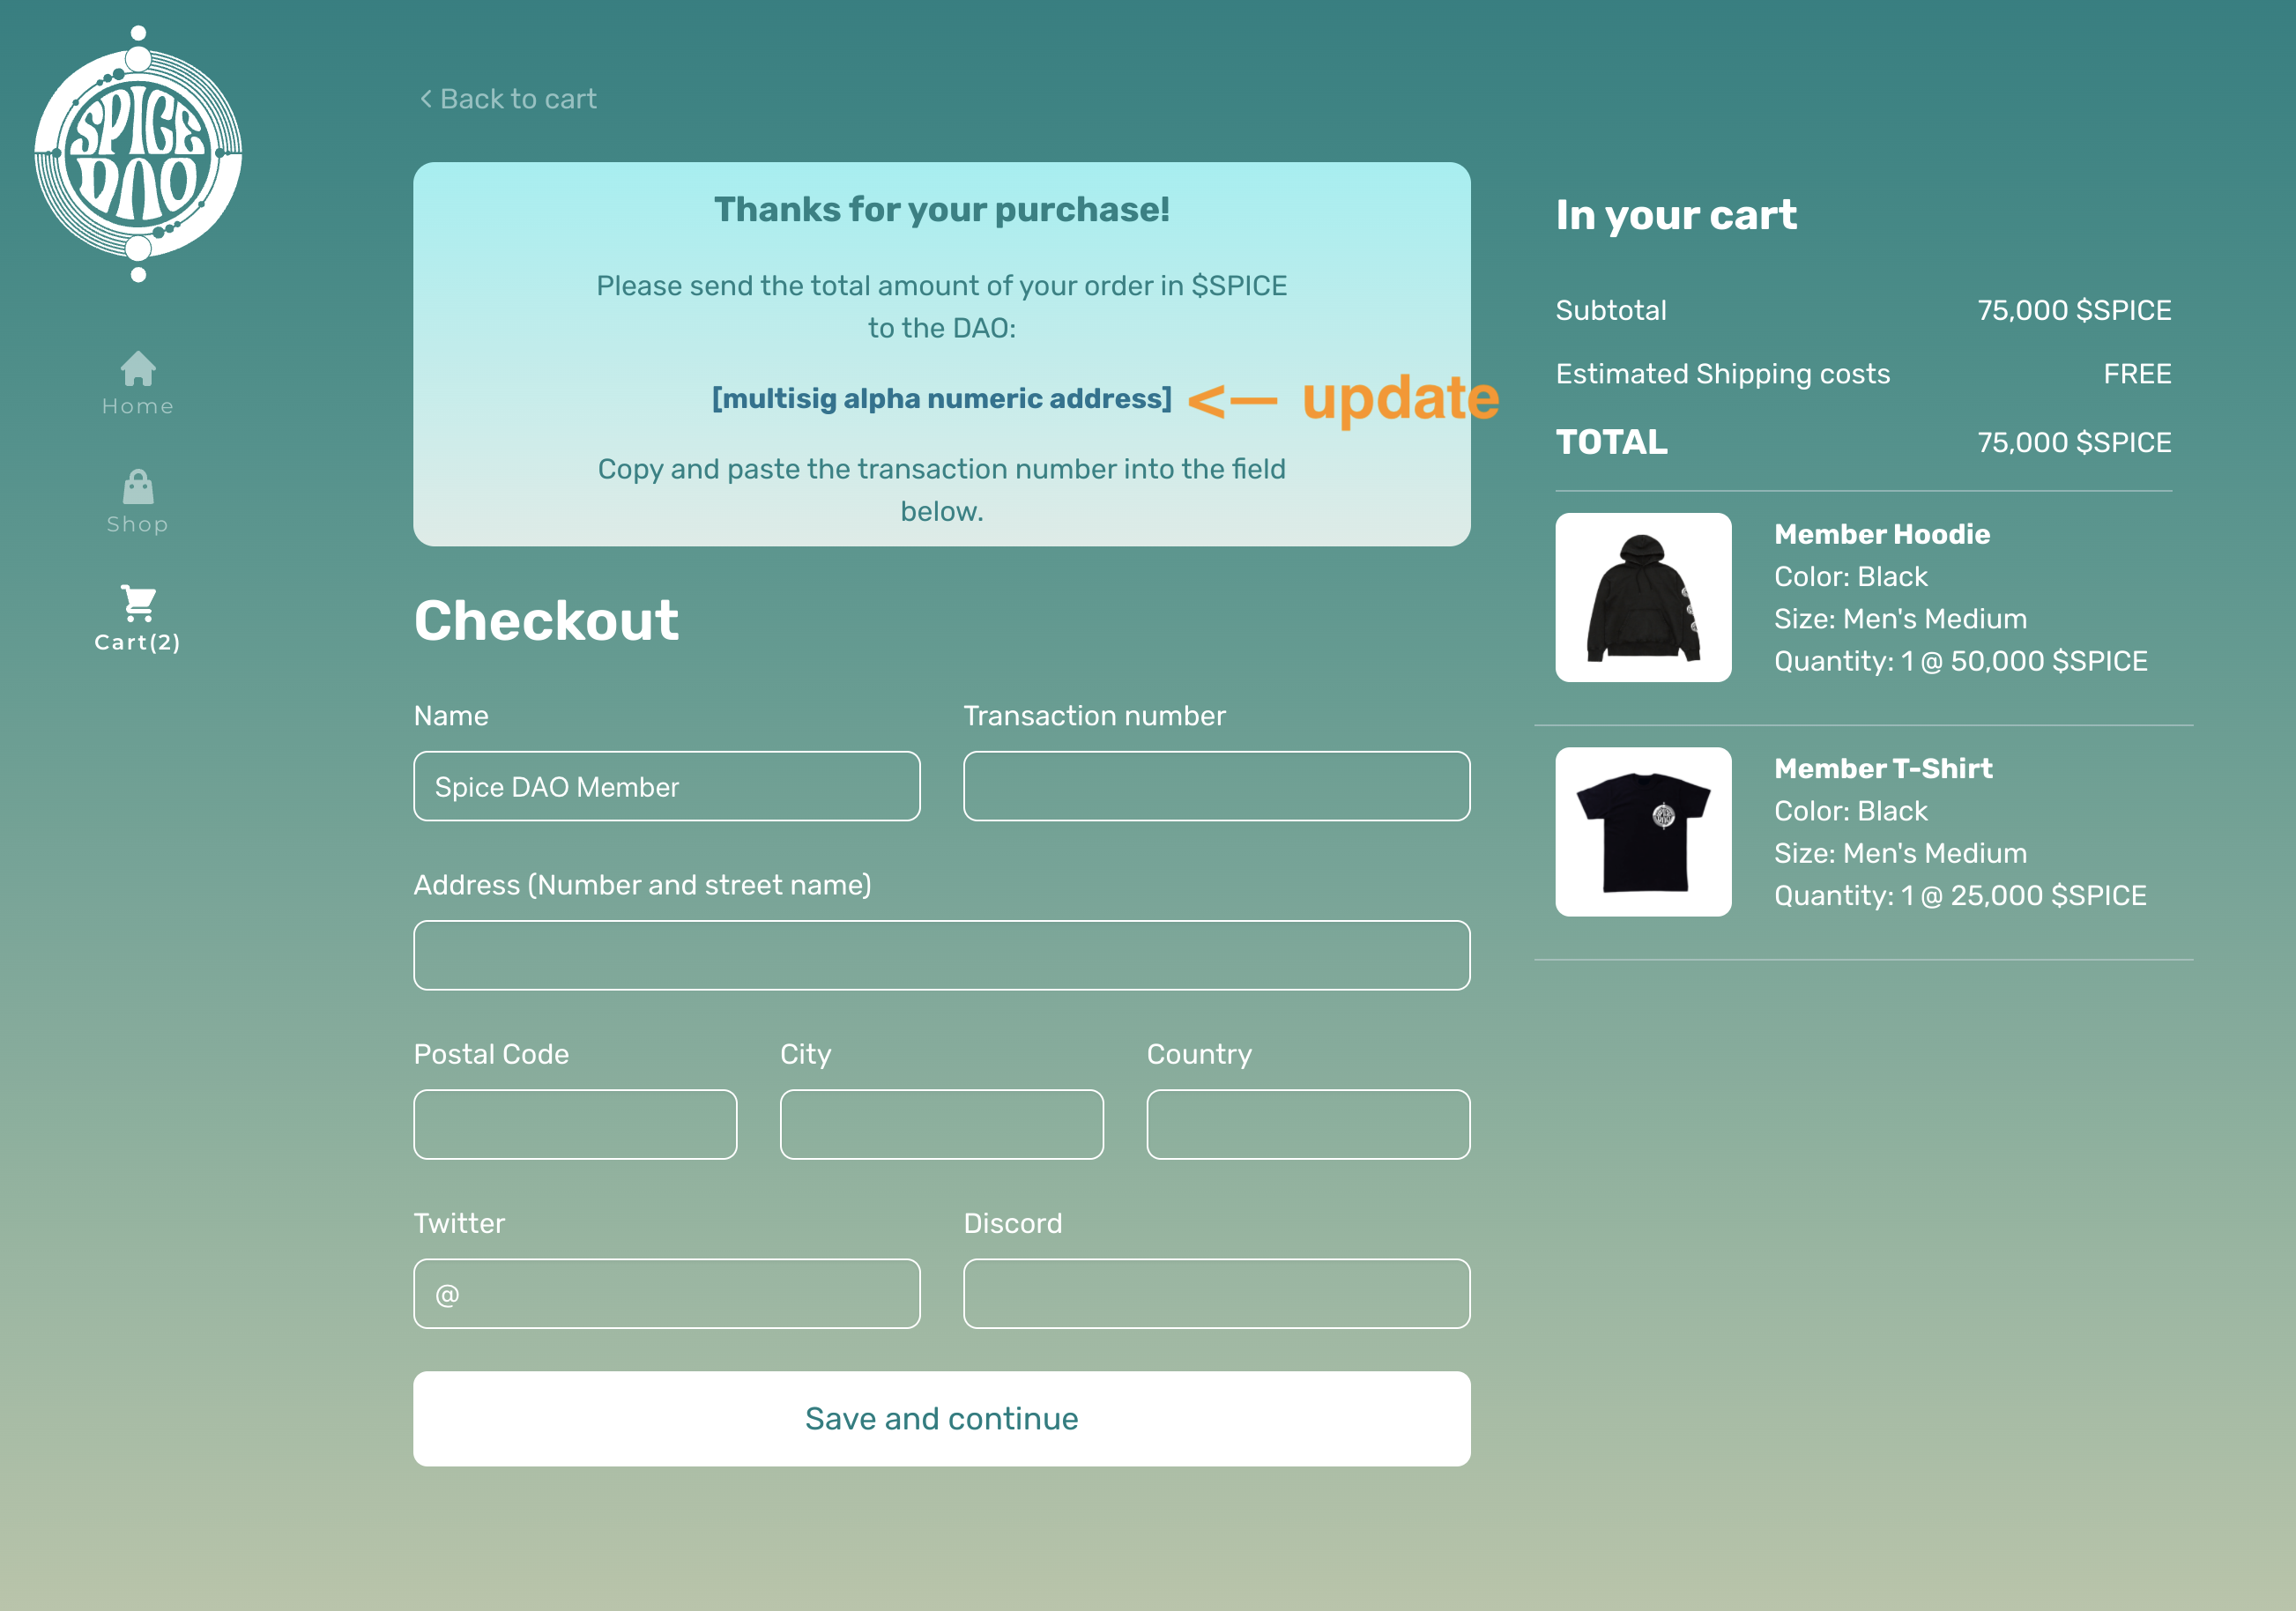 SPICE
DAO
Home
Shop
Cart(2)
Back to cart
Thanks for your purchase!
Please send the total amount of your order in $SPICE
to the DAO:
[multisig alpha numeric address] <— update
Copy and paste the transaction number into the field
below.
Checkout
Name
Transaction number
Spice DAO Member
Address (Number and street name)
Postal Code
City
Country
Twitter
Discord
@
Save and continue
In your cart
Subtotal 75,000 $SPICE
Estimated Shipping costs FREE
TOTAL 75,000 $SPICE
Member Hoodie
Color: Black
Size: Men's Medium
Quantity: 1 @ 50,000 $SPICE
Member T-Shirt
Color: Black
Size: Men's Medium
Quantity: 1 @ 25,000 $SPICE